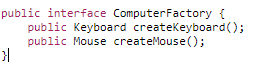 public interface ComputerFactory {
    public Keyboard createKeyboard();
    public Mouse createMouse();
}